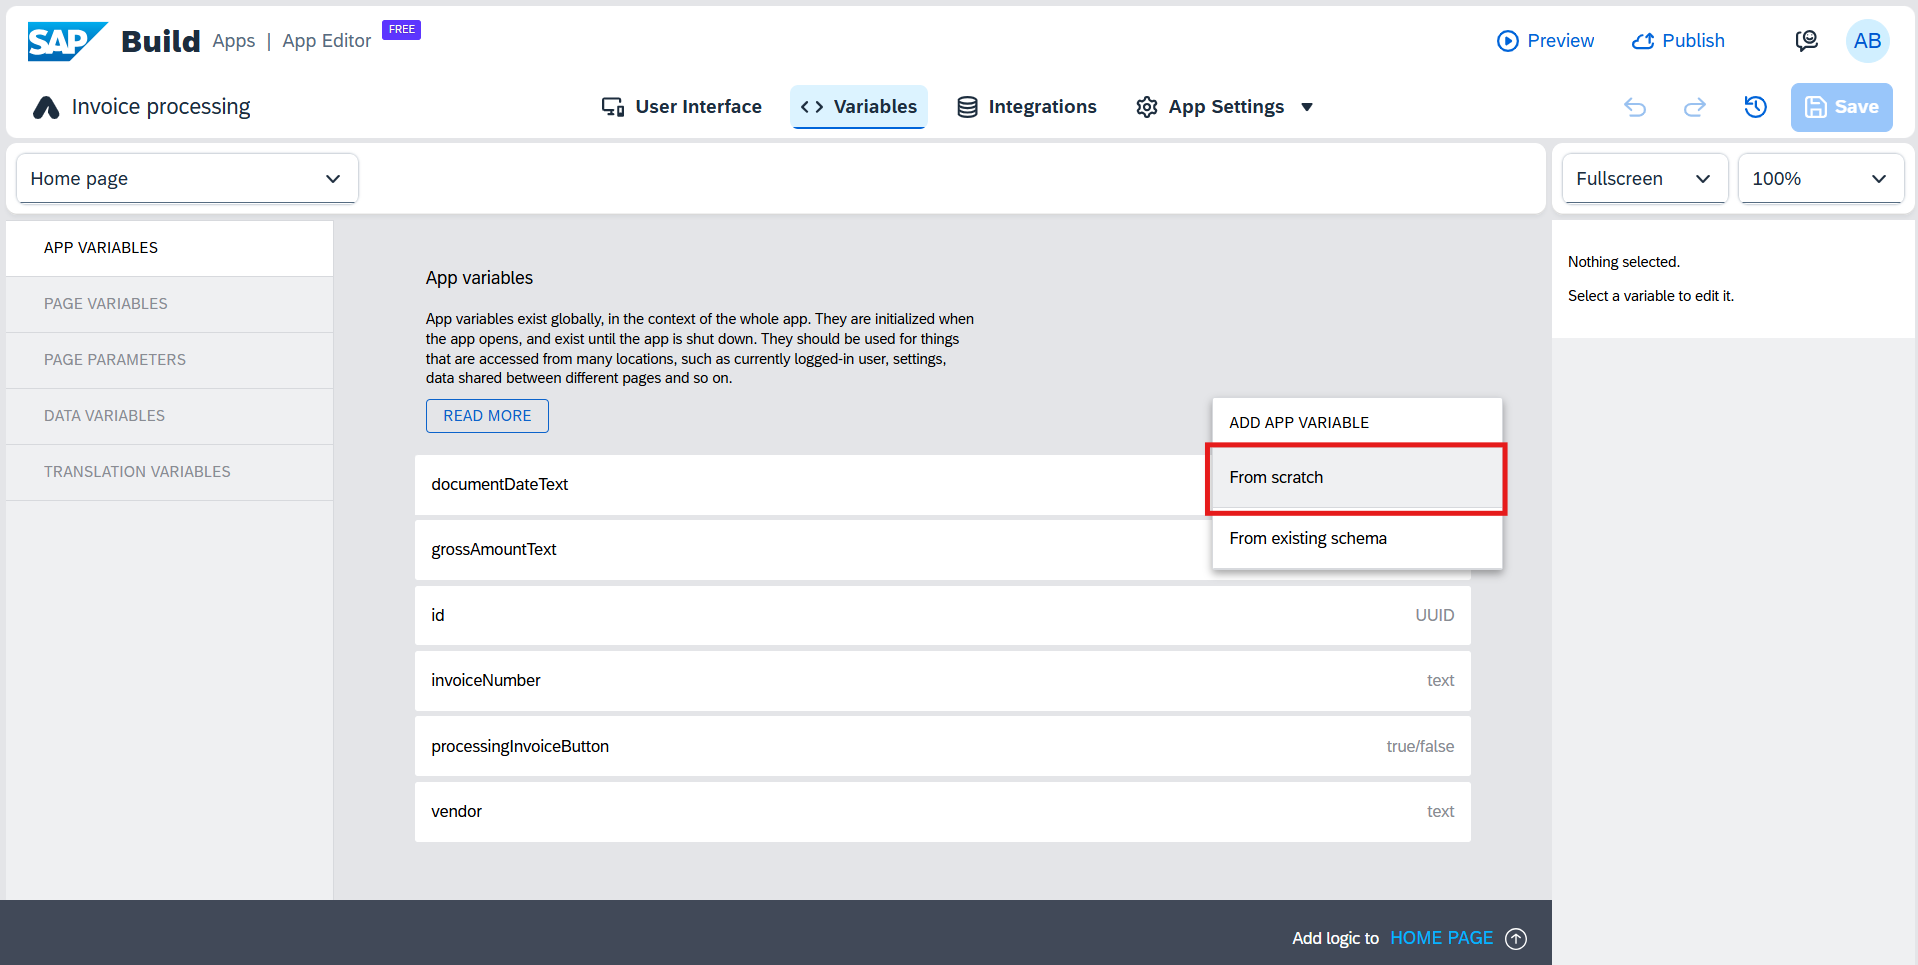 SAP Build Apps | App Editor FREE
Preview Publish AB
Invoice processing
User Interface Variables Integrations App Settings
Save
Home page
Fullscreen 100%
APP VARIABLES
PAGE VARIABLES
PAGE PARAMETERS
DATA VARIABLES
TRANSLATION VARIABLES
App variables
App variables exist globally, in the context of the whole app. They are initialized when
the app opens, and exist until the app is shut down. They should be used for things
that are accessed from many locations, such as currently logged-in user, settings,
data shared between different pages and so on.
READ MORE
ADD APP VARIABLE
From scratch
From existing schema
documentDateText
grossAmountText
id UUID
invoiceNumber text
processingInvoiceButton true/false
vendor text
Nothing selected.
Select a variable to edit it.
Add logic to HOME PAGE